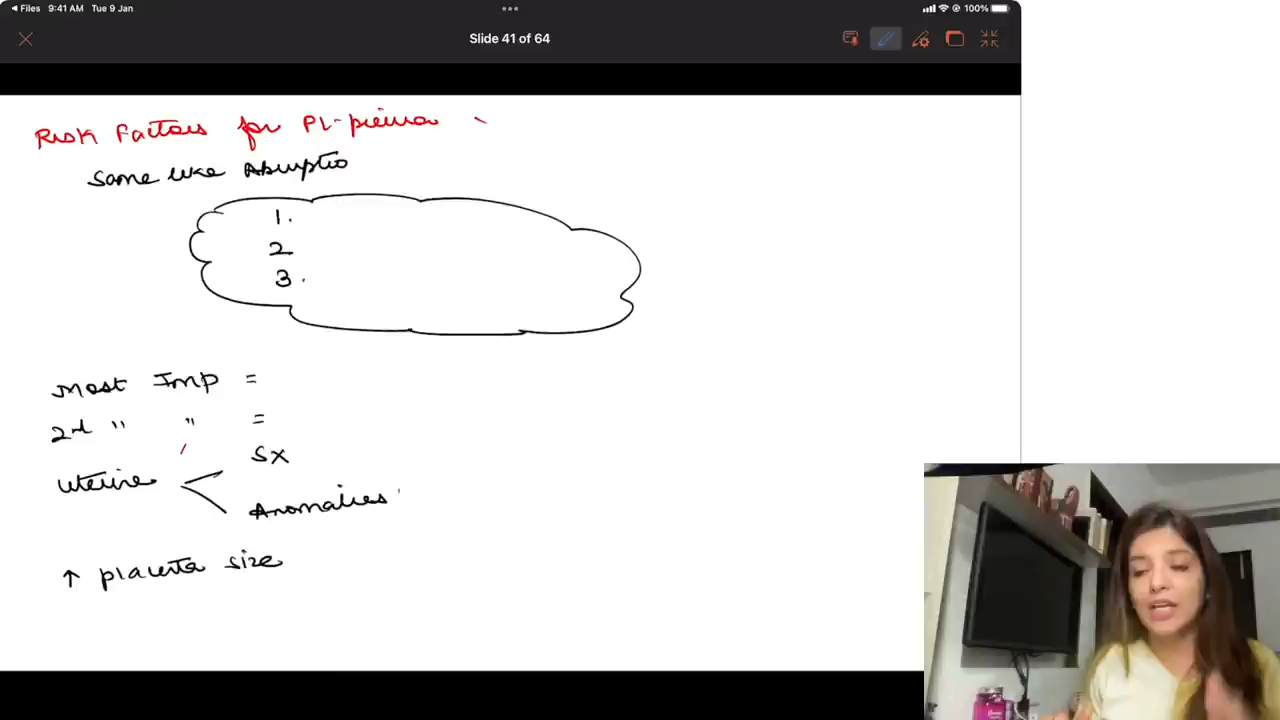 Files 9:41 AM Tue 9 Jan 100%
Slide 41 of 64
Risk Factors for Pl-previa
Same like Abruptio
1.
2
3.
Most Imp =
2nd " " =
Uterine Sx
Anomalies
↑ placenta size